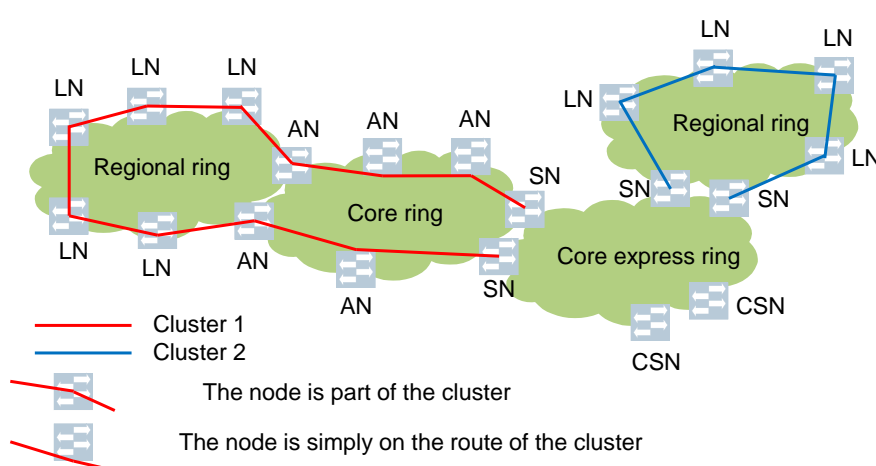 LN
LN
LN
LN
LN
LN
AN
AN
AN
Regional ring
LN
Regional ring
LN
SN
SN
SN
Core ring
LN
LN
AN
AN
SN
Core express ring
CSN
CSN
Cluster 1
Cluster 2
The node is part of the cluster
The node is simply on the route of the cluster